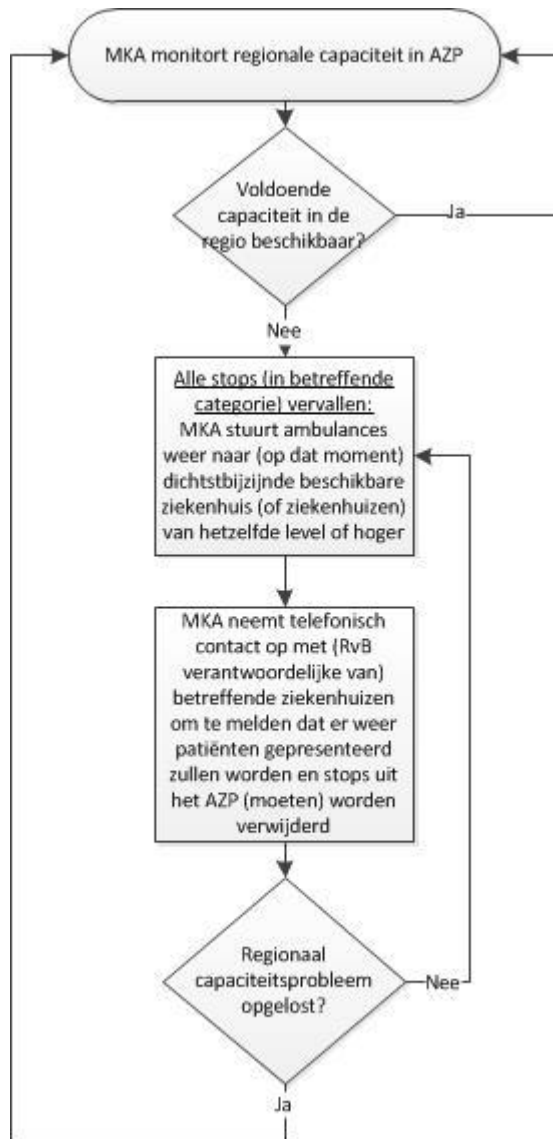 MKA monitort regionale capaciteit in AZP
Voldoende
capaciteit in de
regio beschikbaar?
Ja
Nee
Alle stops (in betreffende
categorie) vervallen:
MKA stuurt ambulances
weer naar (op dat moment)
dichtstbijzijnde beschikbare
ziekenhuis (of ziekenhuizen)
van hetzelfde level of hoger
MKA neemt telefonisch
contact op met (RvB
verantwoordelijke van)
betreffende ziekenhuizen
om te melden dat er weer
patiënten gepresenteerd
zullen worden en stops uit
het AZP (moeten) worden
verwijderd
Regionaal
capaciteitsprobleem
opgelost?
Nee
Ja